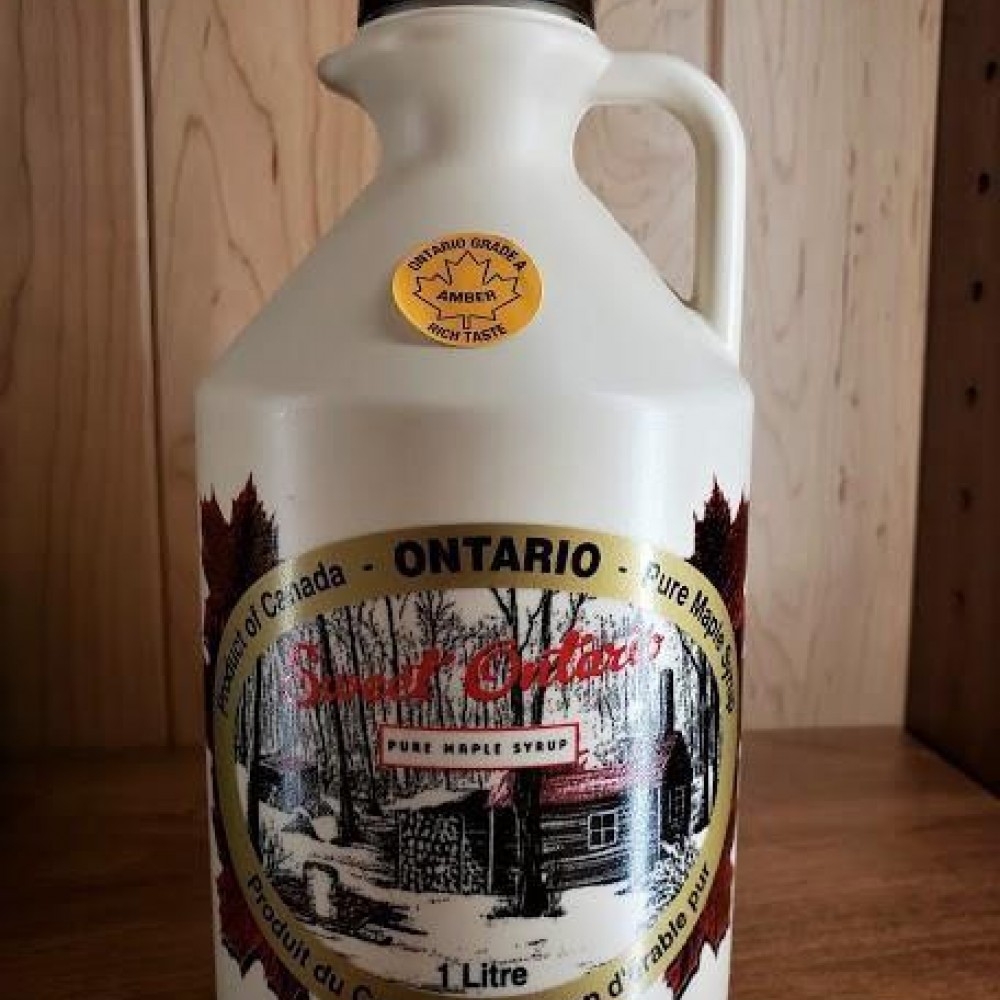 ONTARIO GRADE A
AMBER
RICH TASTE
Product of Canada - ONTARIO - Pure Maple Syrup
Sweet Ontario
PURE MAPLE SYRUP
1 Litre
Produit du
d'érable pur